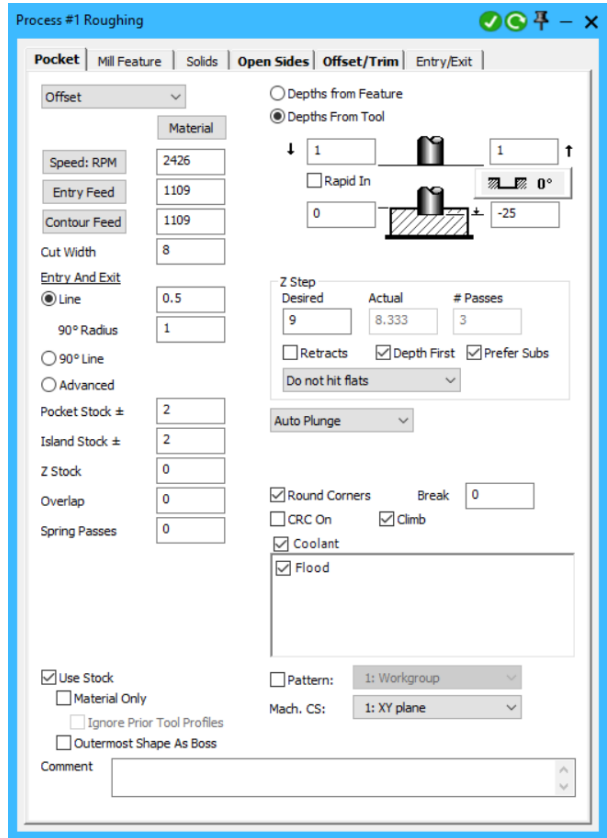 Process #1 Roughing
Pocket Mill Feature Solids Open Sides Offset/Trim Entry/Exit
Offset
Material
Speed: RPM 2426
Entry Feed 1109
Contour Feed 1109
Cut Width 8
Entry And Exit
Line 0.5
90° Radius 1
90° Line
Advanced
Pocket Stock ± 2
Island Stock ± 2
Z Stock 0
Overlap 0
Spring Passes 0
Depths from Feature
Depths From Tool
1 1
Rapid In 0°
0 -25
Z Step
Desired Actual # Passes
9 8.333 3
Retracts Depth First Prefer Subs
Do not hit flats
Auto Plunge
Round Corners Break 0
CRC On Climb
Coolant
Flood
Use Stock
Material Only
Ignore Prior Tool Profiles
Outermost Shape As Boss
Pattern: 1: Workgroup
Mach. CS: 1: XY plane
Comment